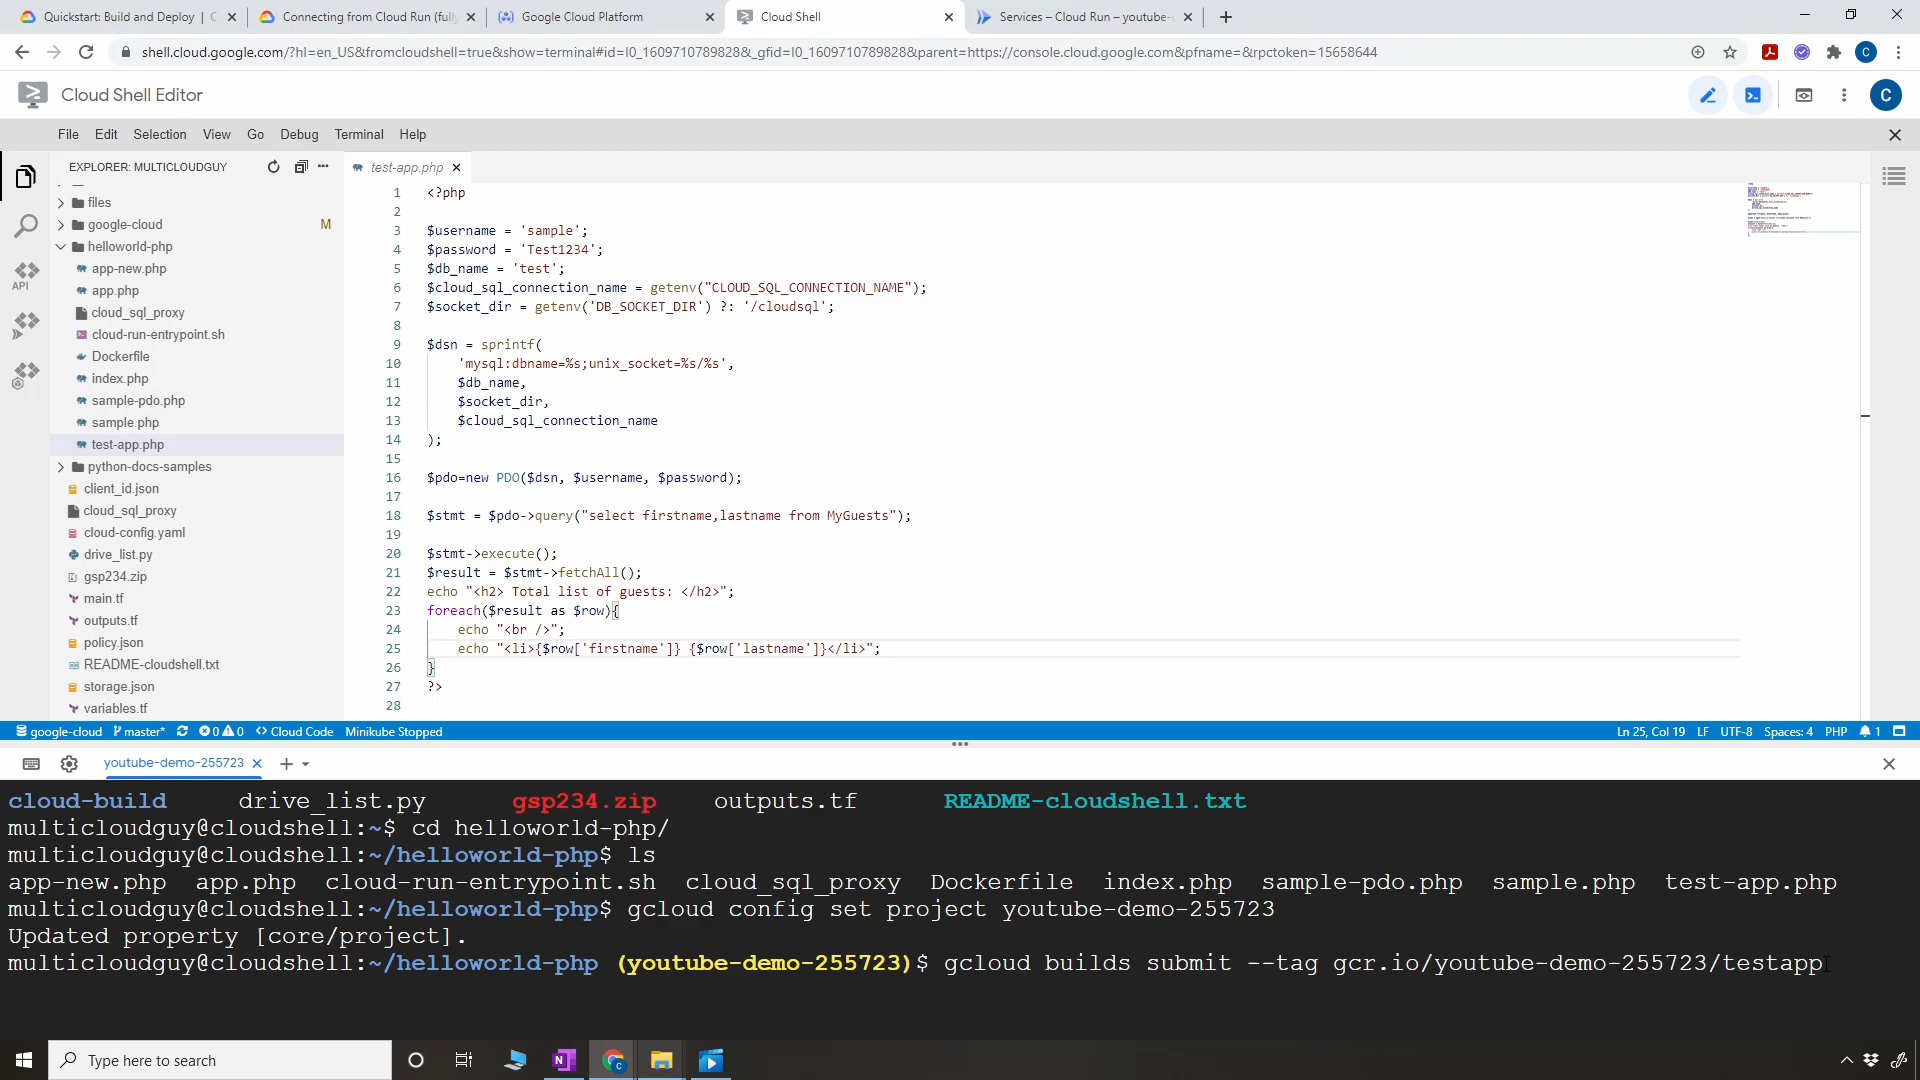 Quickstart: Build and Deploy | C
Connecting from Cloud Run (full
Google Cloud Platform
Cloud Shell
Services – Cloud Run – youtube-
shell.cloud.google.com/?hl=en_US&fromcloudshell=true&show=terminal#id=I0_1609710789828&_gfid=I0_1609710789828&parent=https://console.cloud.google.com&pfname=&rpctoken=15658644
C
Cloud Shell Editor
C
File Edit Selection View Go Debug Terminal Help
EXPLORER: MULTICLOUDGUY
test-app.php
files
google-cloud M
helloworld-php
app-new.php
app.php
cloud_sql_proxy
cloud-run-entrypoint.sh
Dockerfile
index.php
sample-pdo.php
sample.php
test-app.php
python-docs-samples
client_id.json
cloud_sql_proxy
cloud-config.yaml
drive_list.py
gsp234.zip
main.tf
outputs.tf
policy.json
README-cloudshell.txt
storage.json
variables.tf
API
1 <?php
2
3 $username = 'sample';
4 $password = 'Test1234';
5 $db_name = 'test';
6 $cloud_sql_connection_name = getenv("CLOUD_SQL_CONNECTION_NAME");
7 $socket_dir = getenv('DB_SOCKET_DIR') ?: '/cloudsql';
8
9 $dsn = sprintf(
10 'mysql:dbname=%s;unix_socket=%s/%s',
11 $db_name,
12 $socket_dir,
13 $cloud_sql_connection_name
14 );
15
16 $pdo=new PDO($dsn, $username, $password);
17
18 $stmt = $pdo->query("select firstname,lastname from MyGuests");
19
20 $stmt->execute();
21 $result = $stmt->fetchAll();
22 echo "<h2> Total list of guests: </h2>";
23 foreach($result as $row){
24 echo "<br />";
25 echo "<li>{$row['firstname']} {$row['lastname']}</li>";
26 }
27 ?>
28
google-cloud master* 0 0 <> Cloud Code Minikube Stopped
Ln 25, Col 19 LF UTF-8 Spaces: 4 PHP 1
youtube-demo-255723
cloud-build drive_list.py gsp234.zip outputs.tf README-cloudshell.txt
multicloudguy@cloudshell:~$ cd helloworld-php/
multicloudguy@cloudshell:~/helloworld-php$ ls
app-new.php app.php cloud-run-entrypoint.sh cloud_sql_proxy Dockerfile index.php sample-pdo.php sample.php test-app.php
multicloudguy@cloudshell:~/helloworld-php$ gcloud config set project youtube-demo-255723
Updated property [core/project].
multicloudguy@cloudshell:~/helloworld-php (youtube-demo-255723)$ gcloud builds submit --tag gcr.io/youtube-demo-255723/testapp
Type here to search